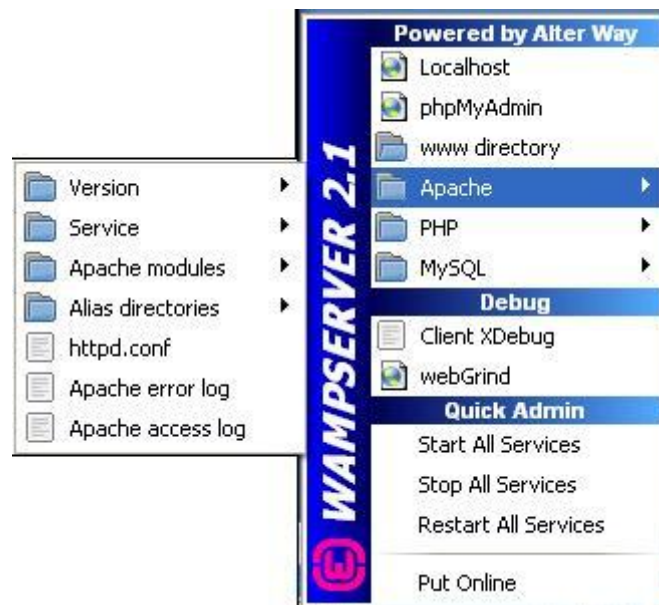 Powered by Alter Way
Localhost
phpMyAdmin
www directory
Apache
PHP
MySQL
Debug
Client XDebug
webGrind
Quick Admin
Start All Services
Stop All Services
Restart All Services
Put Online
WAMPSERVER 2.1
Version
Service
Apache modules
Alias directories
httpd.conf
Apache error log
Apache access log